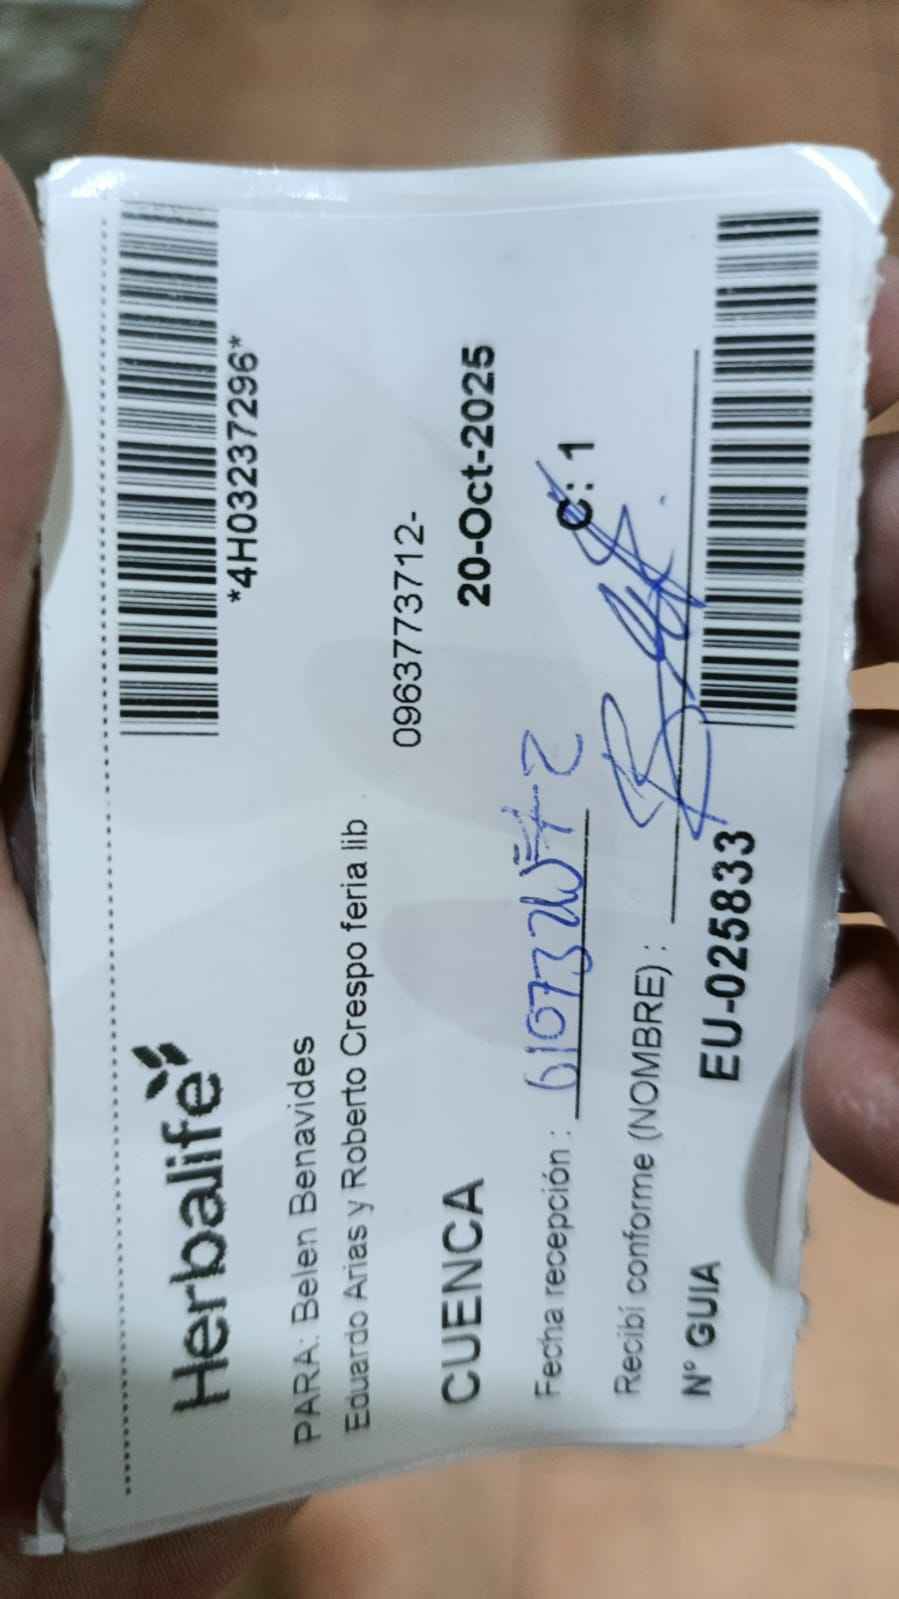 Herbalife
*4H03237296*
PARA: Belen Benavides
Eduardo Arias y Roberto Crespo feria lib
0963773712-
CUENCA
20-Oct-2025
Fecha recepción :
C: 1
Recibí conforme (NOMBRE) :
Nº GUIA
EU-025833